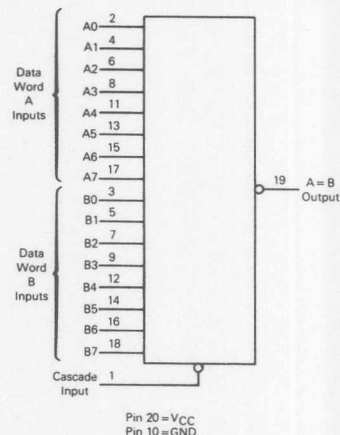 A0 2
A1 4
A2 6
A3 8
A4 11
A5 13
A6 15
A7 17
Data
Word
A
Inputs
B0 3
B1 5
B2 7
B3 9
B4 12
B5 14
B6 16
B7 18
Data
Word
B
Inputs
Cascade 1
Input
19 A=B
Output
Pin 20=VCC
Pin 10=GND